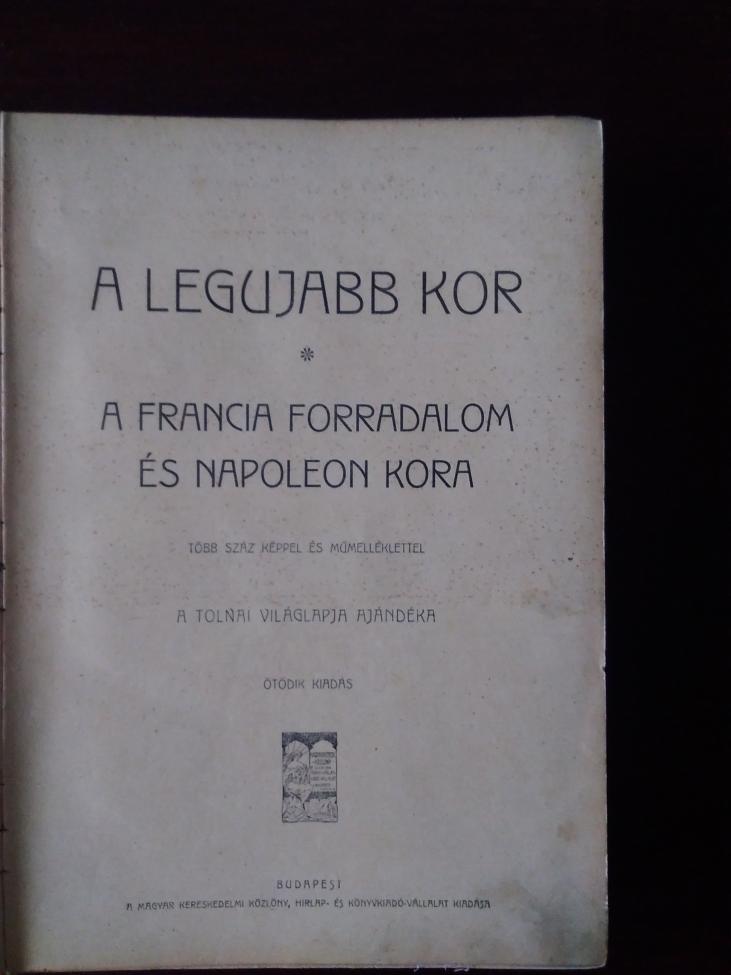 A LEGUJABB KOR
A FRANCIA FORRADALOM
ÉS NAPOLEON KORA
TÖBB SZÁZ KÉPPEL ÉS MŰMELLÉKLETTEL
A TOLNAI VILÁGLAPJA AJÁNDÉKA
ÖTÖDIK KIADÁS
BUDAPEST
A MAGYAR KERESKEDELMI KÖZLÖNY, HIRLAP- ÉS KÖNYVKIADÓ-VÁLLALAT KIADÁSA